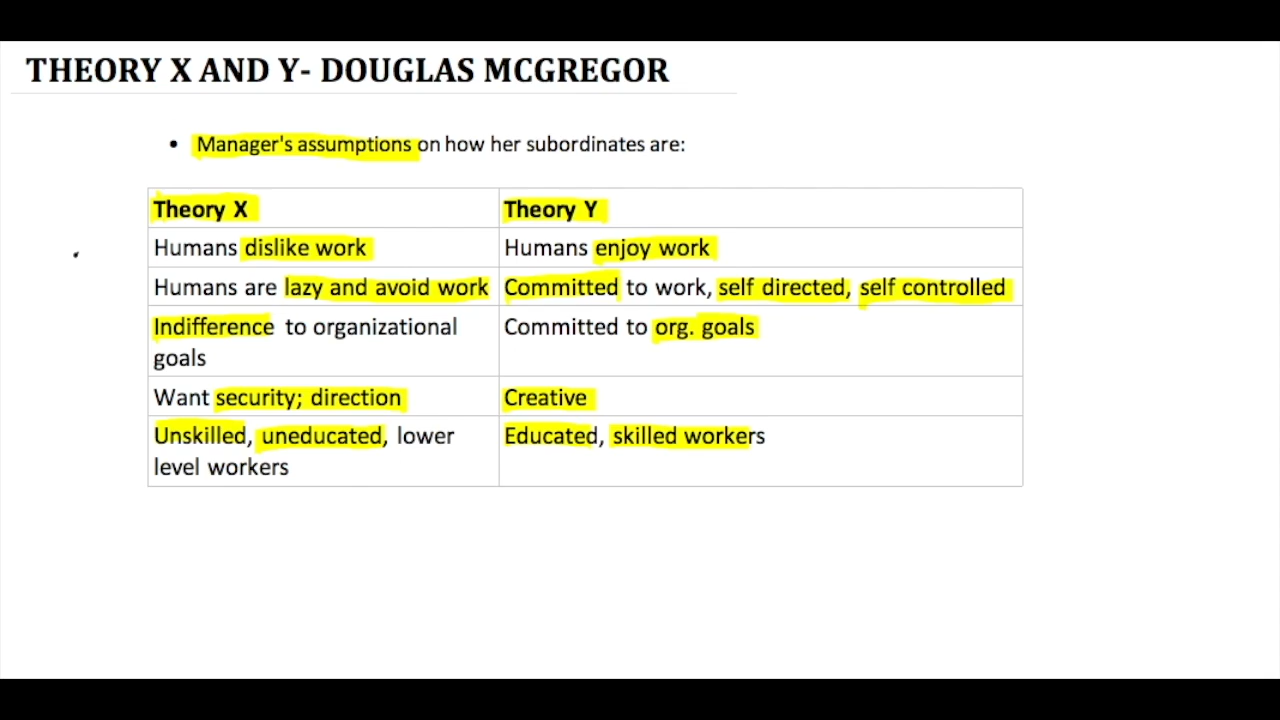 THEORY X AND Y- DOUGLAS MCGREGOR
• Manager's assumptions on how her subordinates are:
Theory X
Theory Y
Humans dislike work
Humans enjoy work
Humans are lazy and avoid work
Committed to work, self directed, self controlled
Indifference to organizational
goals
Committed to org. goals
Want security; direction
Creative
Unskilled, uneducated, lower
level workers
Educated, skilled workers